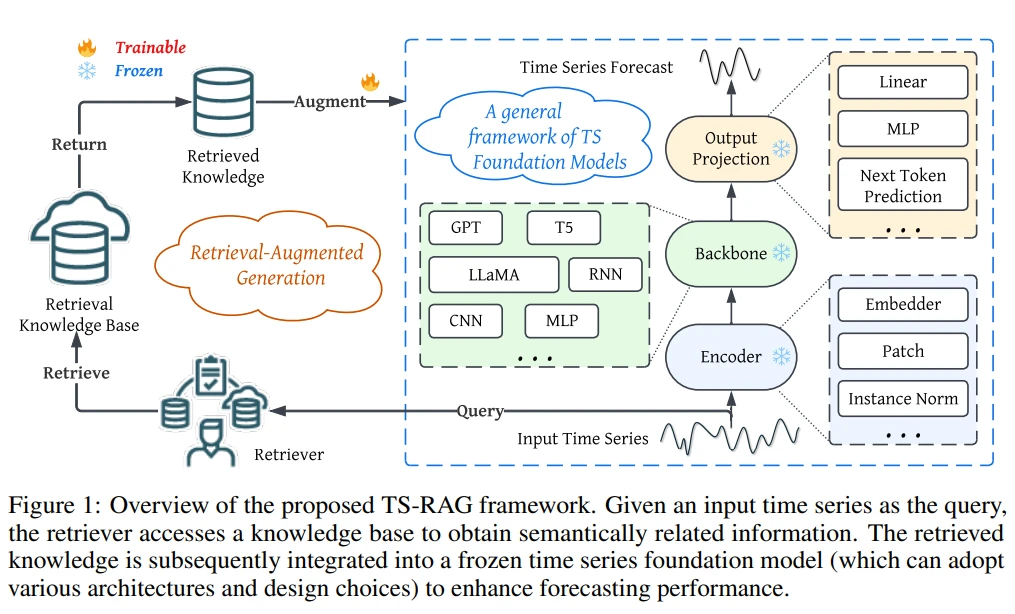 Trainable
Frozen
Return
Augment
Retrieved
Knowledge
Retrieval-Augmented
Generation
Retrieval
Knowledge Base
Retrieve
Retriever
Query
Time Series Forecast
A general
framework of TS
Foundation Models
Output
Projection
Linear
MLP
Next Token
Prediction
...
GPT
T5
LLaMA
RNN
CNN
MLP
...
Backbone
Encoder
Embedder
Patch
Instance Norm
...
Input Time Series
Figure 1: Overview of the proposed TS-RAG framework. Given an input time series as the query,
the retriever accesses a knowledge base to obtain semantically related information. The retrieved
knowledge is subsequently integrated into a frozen time series foundation model (which can adopt
various architectures and design choices) to enhance forecasting performance.